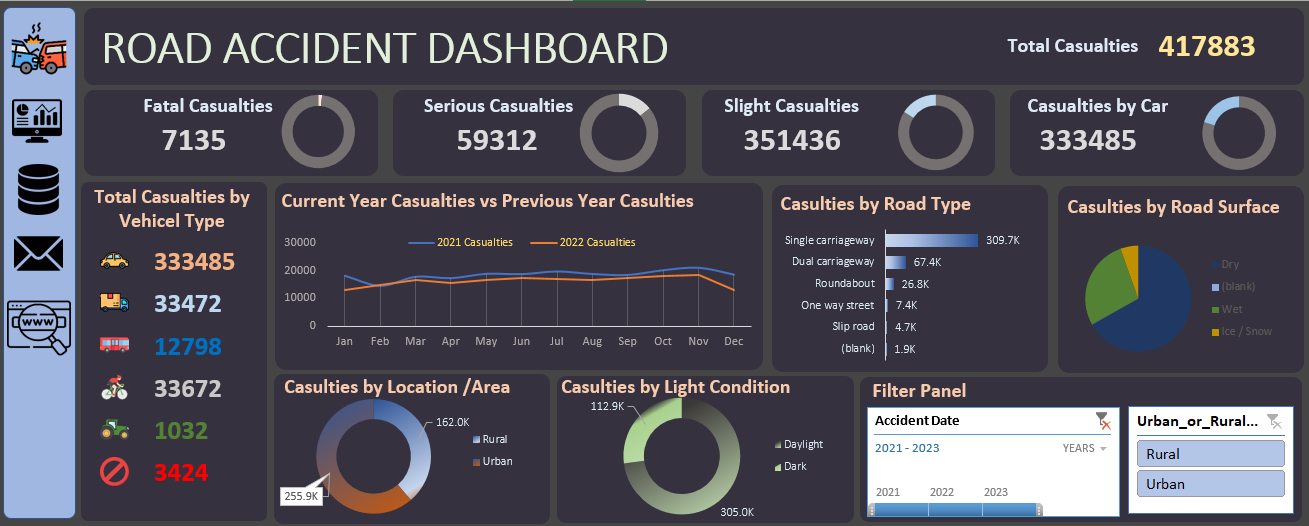 ROAD ACCIDENT DASHBOARD
Total Casualties 417883
Fatal Casualties
7135
Serious Casualties
59312
Slight Casualties
351436
Casualties by Car
333485
Total Casualties by
Vehicel Type
333485
33472
12798
33672
1032
3424
WWW
Current Year Casualties vs Previous Year Casulties
2021 Casualties
2022 Casualties
30000
20000
10000
0
Jan Feb Mar Apr May Jun Jul Aug Sep Oct Nov Dec
Casulties by Road Type
Single carriageway 309.7K
Dual carriageway 67.4K
Roundabout 26.8K
One way street 7.4K
Slip road 4.7K
(blank) 1.9K
Casulties by Road Surface
Dry
(blank)
Wet
Ice / Snow
Casulties by Location /Area
162.0K
Rural
Urban
255.9K
Casulties by Light Condition
112.9K
Daylight
Dark
305.0K
Filter Panel
Accident Date
2021 - 2023
YEARS
2021 2022 2023
Urban_or_Rural...
Rural
Urban